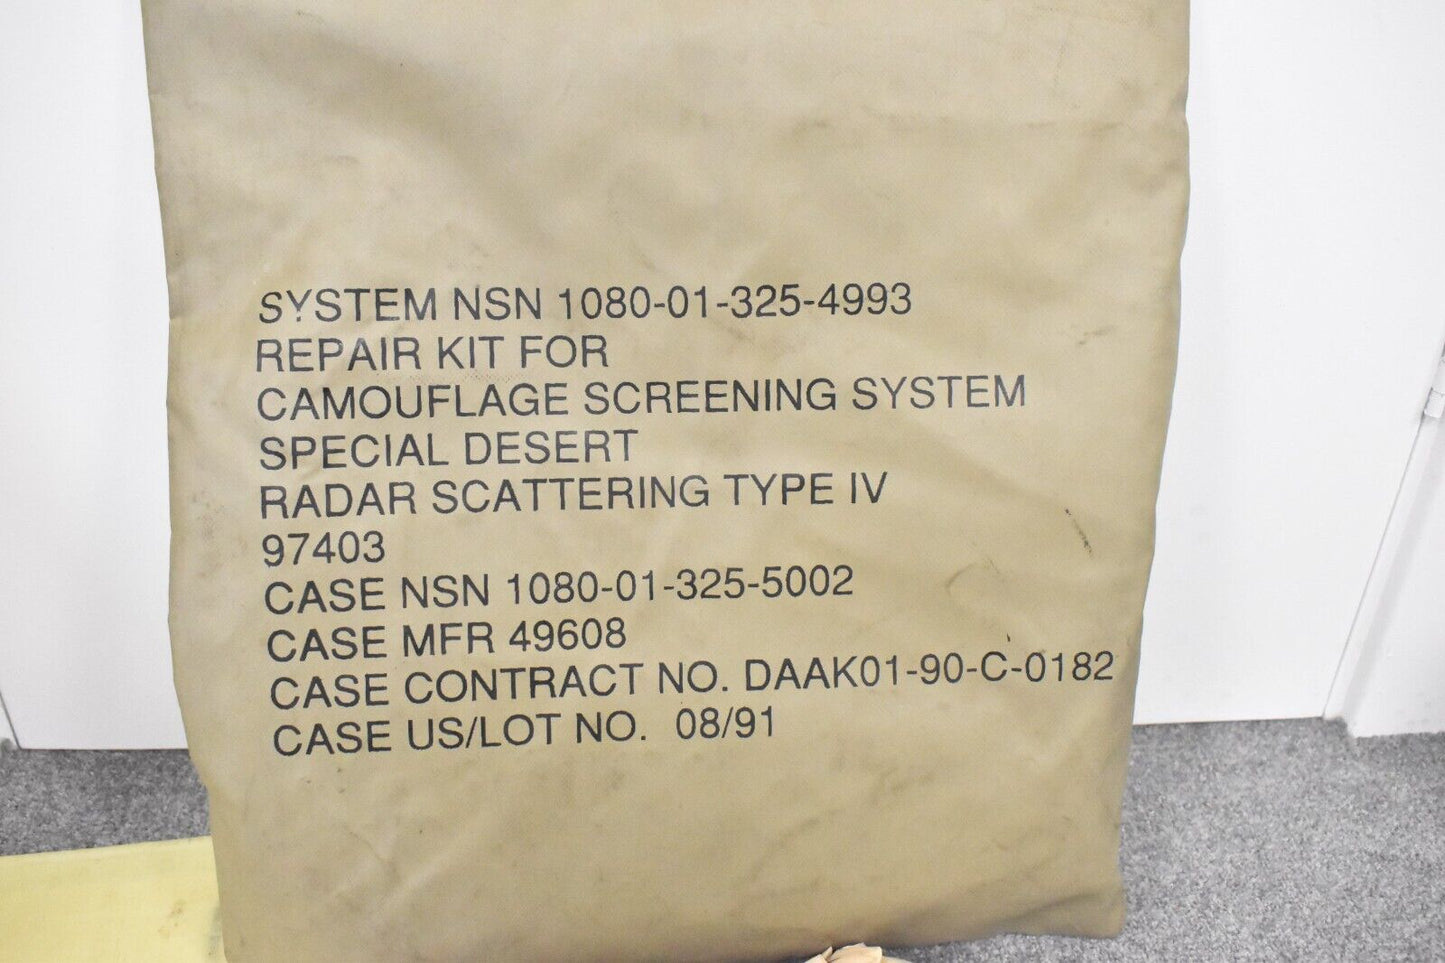 SYSTEM NSN 1080-01-325-4993
REPAIR KIT FOR
CAMOUFLAGE SCREENING SYSTEM
SPECIAL DESERT
RADAR SCATTERING TYPE IV
97403
CASE NSN 1080-01-325-5002
CASE MFR 49608
CASE CONTRACT NO. DAAK01-90-C-0182
CASE US/LOT NO. 08/91